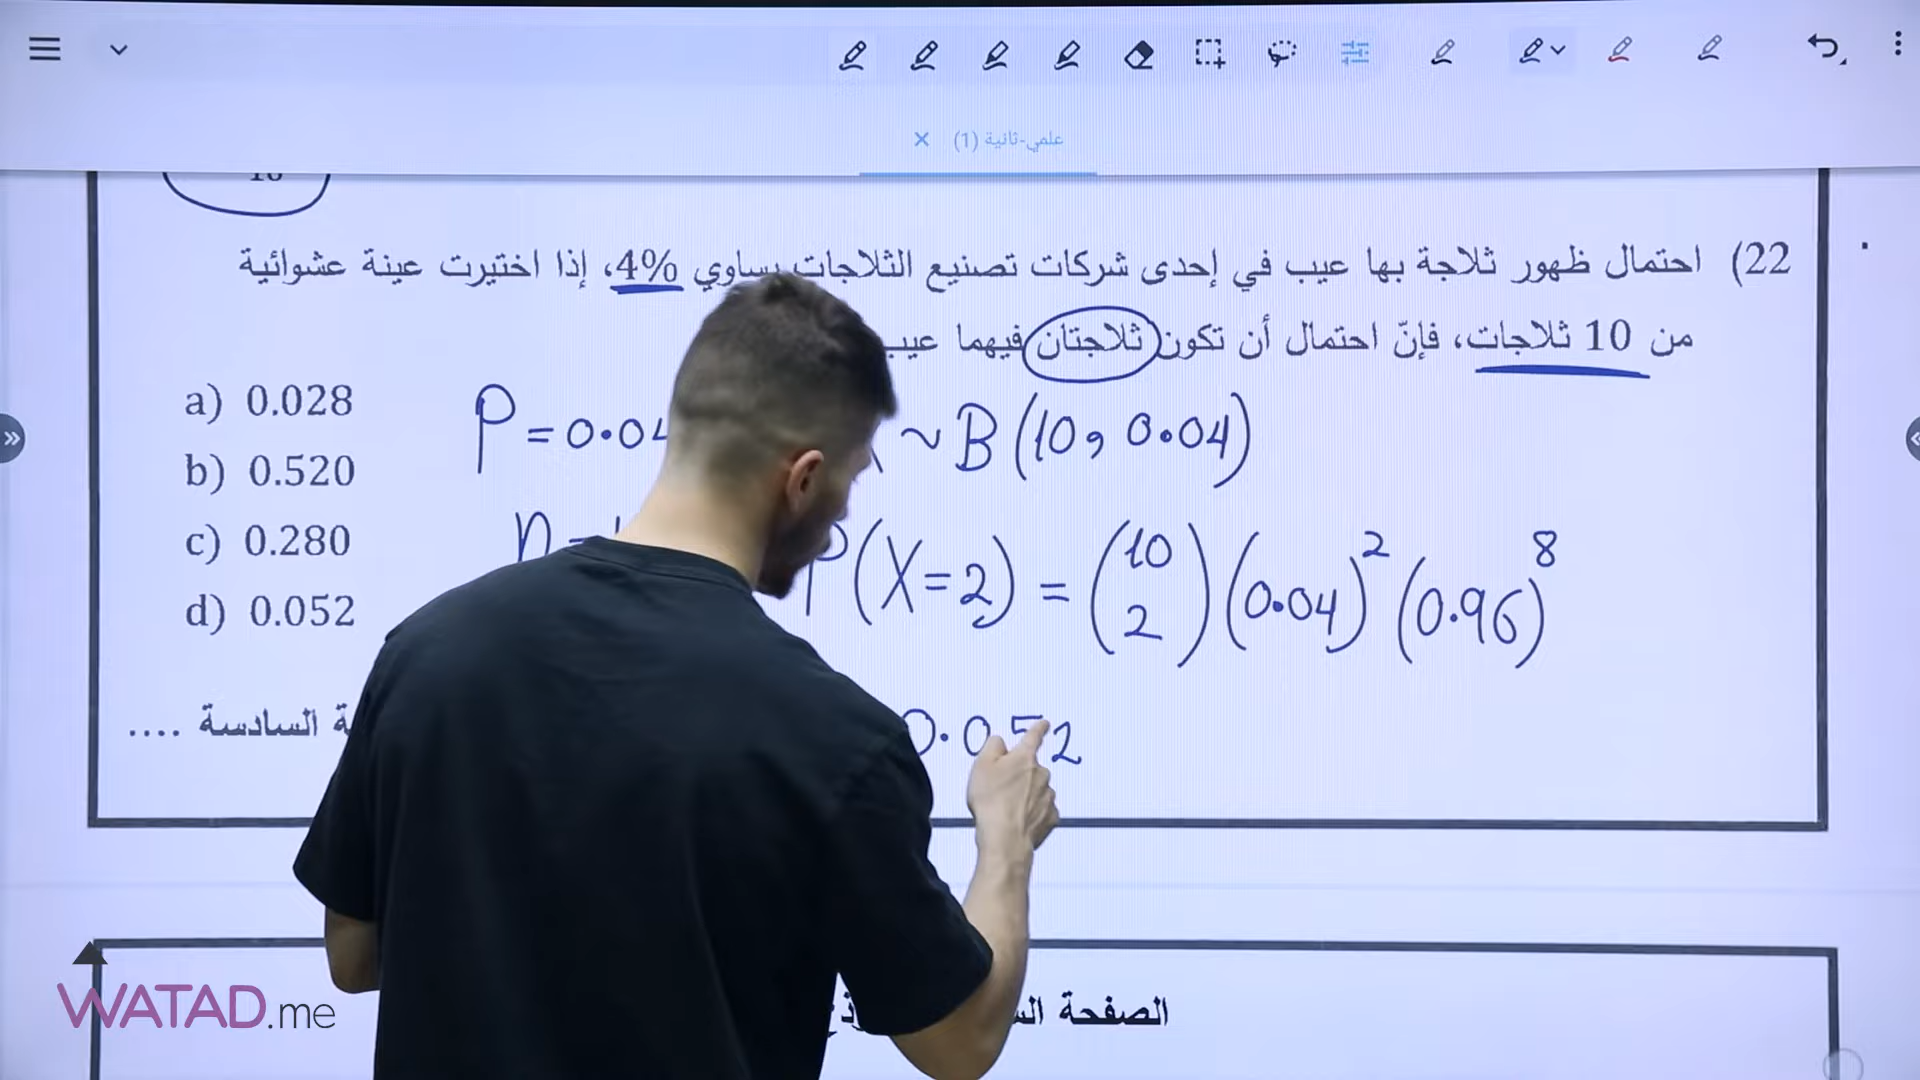 علمي-ثانية (1)
22) احتمال ظهور ثلاجة بها عيب في إحدى شركات تصنيع الثلاجات يساوي 4%، إذا اختيرت عينة عشوائية
من 10 ثلاجات، فإنّ احتمال أن تكون ثلاجتان فيهما عيب
a) 0.028
b) 0.520
c) 0.280
d) 0.052
P = 0.04 ~ B(10, 0.04)
n =
P(X=2) = (10 2)(0.04)^2 (0.96)^8
0.052
السادسة ....
الصفحة
WATAD.me